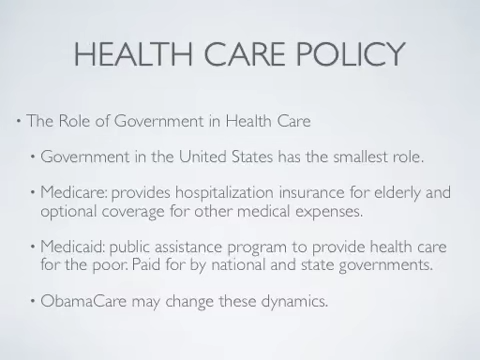 HEALTH CARE POLICY
• The Role of Government in Health Care
• Government in the United States has the smallest role.
• Medicare: provides hospitalization insurance for elderly and
optional coverage for other medical expenses.
• Medicaid: public assistance program to provide health care
for the poor. Paid for by national and state governments.
• ObamaCare may change these dynamics.